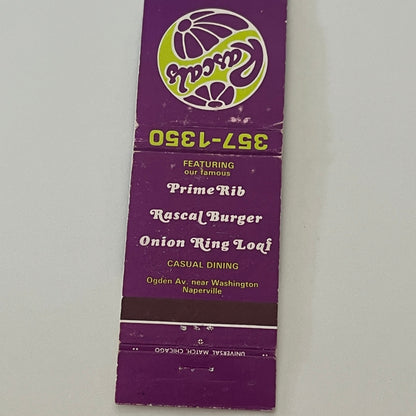 Rascals
357-1350
FEATURING
our famous
Prime Rib
Rascal Burger
Onion Ring Loaf
CASUAL DINING
Ogden Av. near Washington
Naperville
UNIVERSAL MATCH, CHICAGO